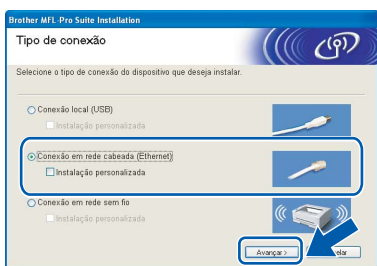 Brother MFL-Pro Suite Installation
Tipo de conexão
Selecione o tipo de conexão do dispositivo que deseja instalar.
Conexão local (USB)
Instalação personalizada
Conexão em rede cabeada (Ethernet)
Instalação personalizada
Conexão em rede sem fio
Instalação personalizada
Avançar >